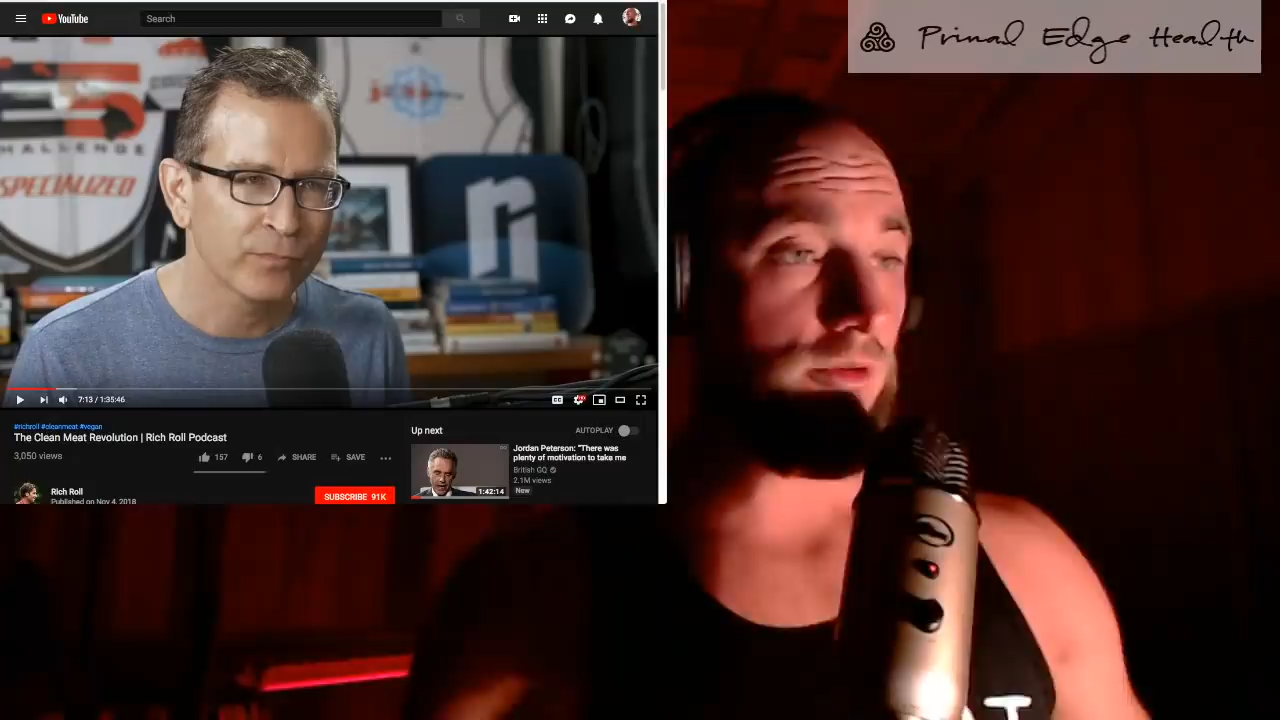 YouTube
Search
Primal Edge Health
CHALLENGE
SPECIALIZED
r
7:13 / 1:35:46
CC
#richroll #cleanmeat #vegan
The Clean Meat Revolution | Rich Roll Podcast
3,050 views
157
6
SHARE
SAVE
Rich Roll
Published on Nov 4, 2018
SUBSCRIBE 91K
Up next
AUTOPLAY
Jordan Peterson: "There was
plenty of motivation to take me
British GQ
2.1M views
New
1:42:14